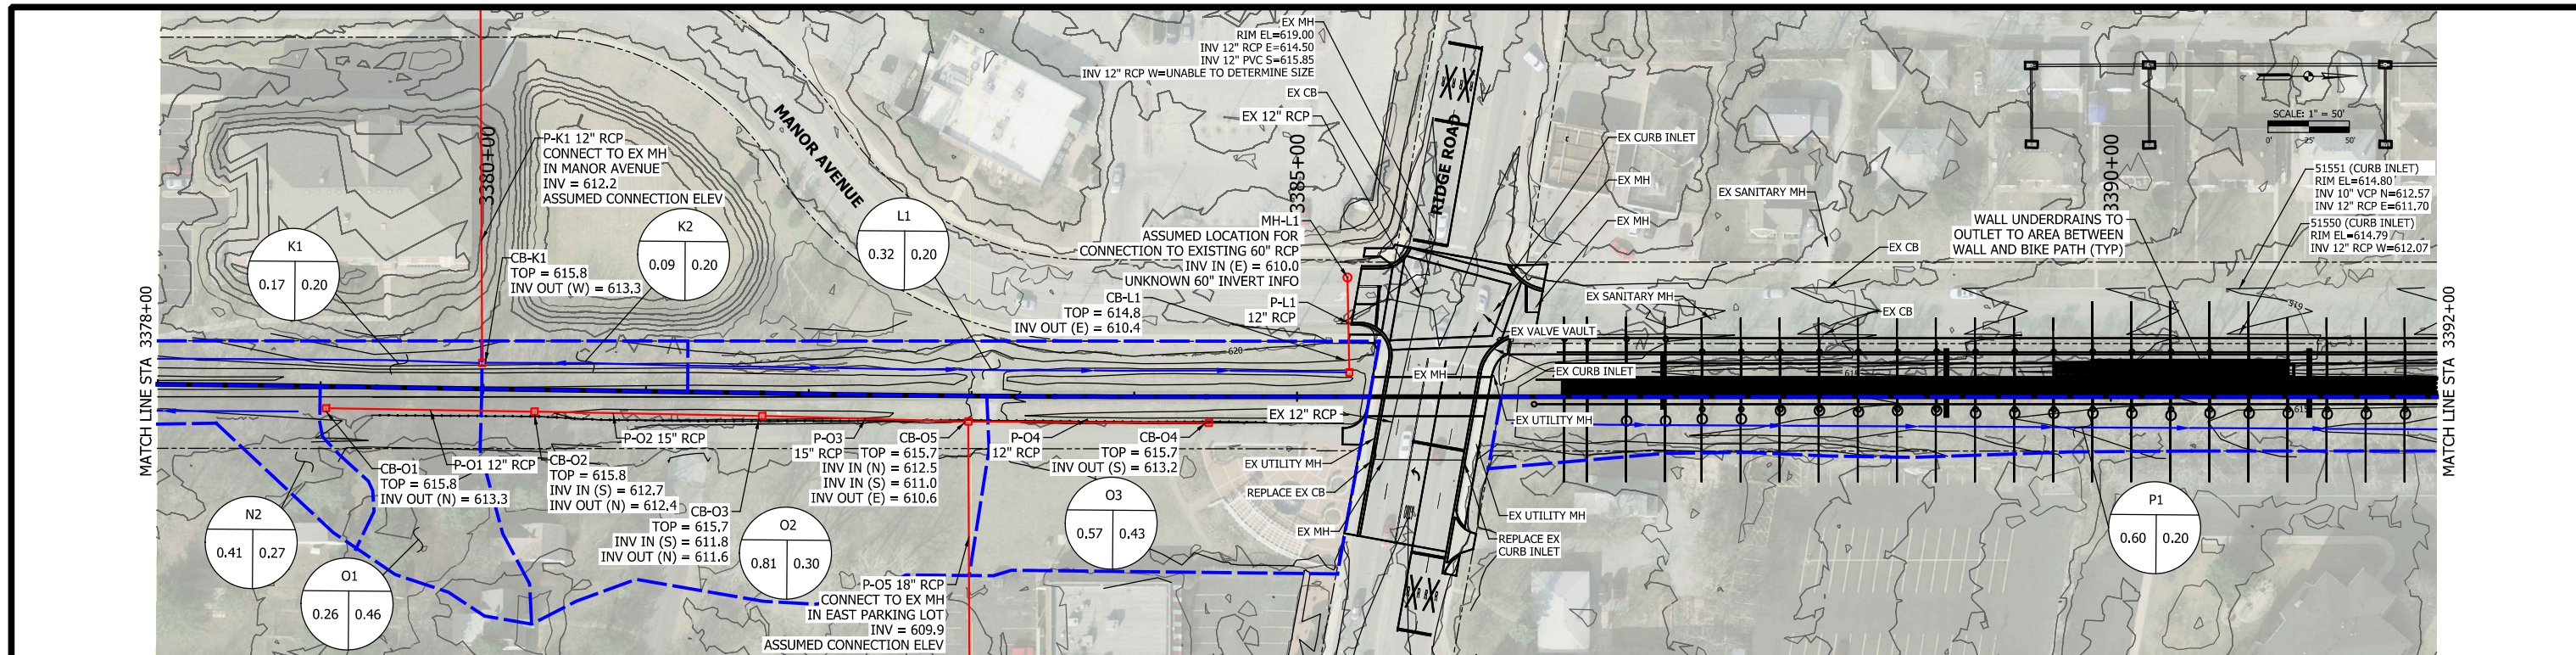 EX MH
RIM EL=619.00
INV 12" RCP E=614.50
INV 12" PVC S=615.85
INV 12" RCP W=UNABLE TO DETERMINE SIZE
EX CB
EX 12" RCP
MANOR AVENUE
RIDGE ROAD
3380+00
3385+00
3390+00
SCALE: 1" = 50'
0' 25' 50'
P-K1 12" RCP
CONNECT TO EX MH
IN MANOR AVENUE
INV = 612.2
ASSUMED CONNECTION ELEV
EX CURB INLET
EX MH
EX MH
EX SANITARY MH
EX CB
51551 (CURB INLET)
RIM EL=614.80
INV 10" VCP N=612.57
INV 12" RCP E=611.70
51550 (CURB INLET)
RIM EL=614.79
INV 12" RCP W=612.07
WALL UNDERDRAINS TO
OUTLET TO AREA BETWEEN
WALL AND BIKE PATH (TYP)
K1
0.17 0.20
K2
0.09 0.20
L1
0.32 0.20
CB-K1
TOP = 615.8
INV OUT (W) = 613.3
MH-L1
ASSUMED LOCATION FOR
CONNECTION TO EXISTING 60" RCP
INV IN (E) = 610.0
UNKNOWN 60" INVERT INFO
CB-L1
TOP = 614.8
INV OUT (E) = 610.4
P-L1
12" RCP
EX SANITARY MH
EX CB
EX VALVE VAULT
EX CURB INLET
EX MH
620
MATCH LINE STA 3378+00
MATCH LINE STA 3392+00
EX 12" RCP
EX UTILITY MH
EX UTILITY MH
REPLACE EX CB
EX MH
EX UTILITY MH
REPLACE EX
CURB INLET
CB-O1
TOP = 615.8
INV OUT (N) = 613.3
P-O1 12" RCP
CB-O2
TOP = 615.8
INV IN (S) = 612.7
INV OUT (N) = 612.4
P-O2 15" RCP
CB-O3
TOP = 615.7
INV IN (S) = 611.8
INV OUT (N) = 611.6
P-O3
15" RCP
CB-O5
TOP = 615.7
INV IN (N) = 612.5
INV IN (S) = 611.0
INV OUT (E) = 610.6
P-O4
12" RCP
CB-O4
TOP = 615.7
INV OUT (S) = 613.2
N2
0.41 0.27
O1
0.26 0.46
O2
0.81 0.30
O3
0.57 0.43
P1
0.60 0.20
P-O5 18" RCP
CONNECT TO EX MH
IN EAST PARKING LOT
INV = 609.9
ASSUMED CONNECTION ELEV